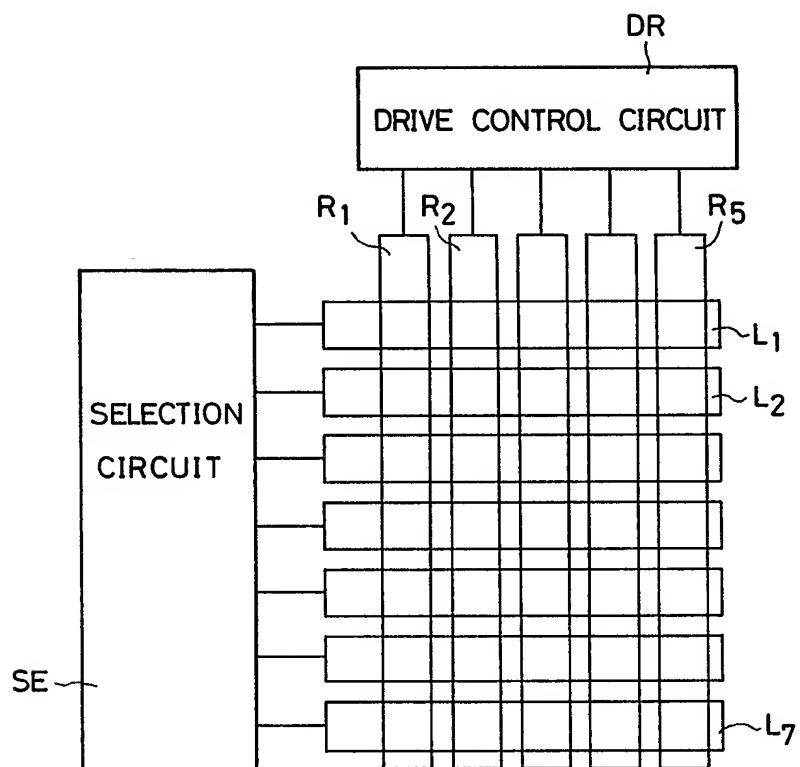 DR
DRIVE CONTROL CIRCUIT
R₁ R₂ R₅
L₁
L₂
SELECTION
CIRCUIT
SE
L₇